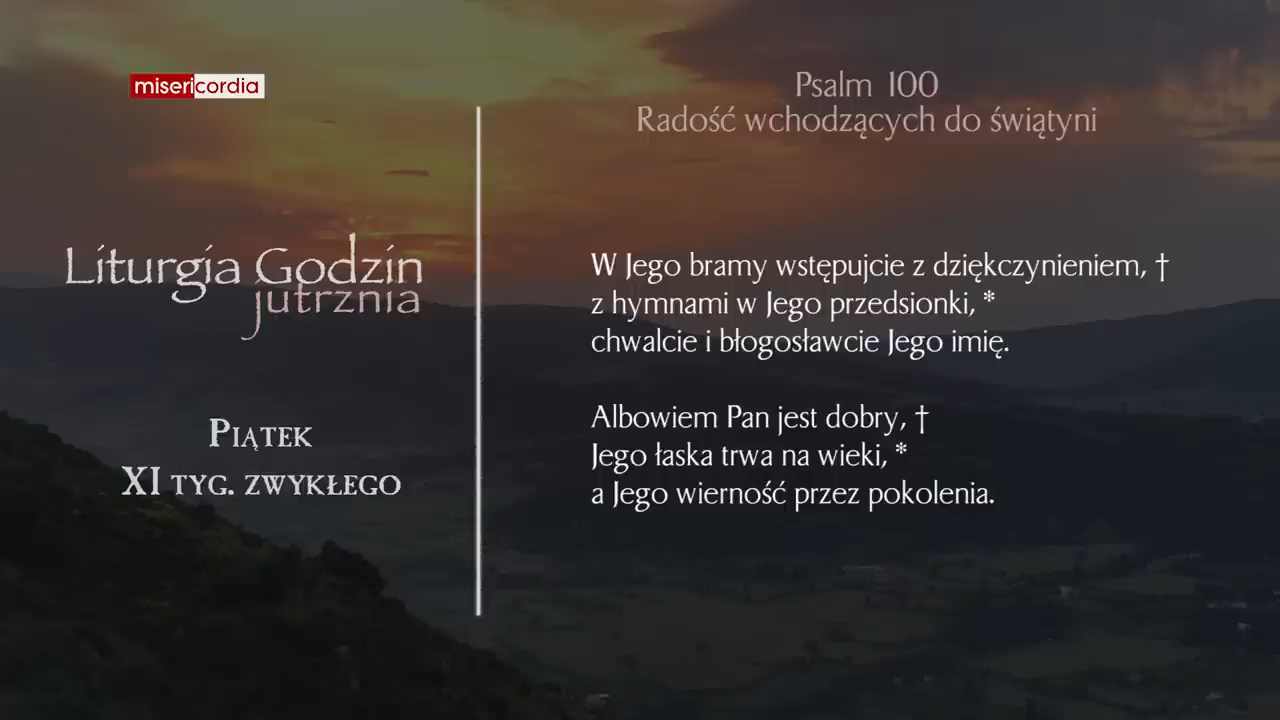 misericordia
Liturgia Godzin
jutrznia
Piątek
XI tyg. zwykłego
Psalm 100
Radość wchodzących do świątyni
W Jego bramy wstępujcie z dziękczynieniem, †
z hymnami w Jego przedsionki, *
chwalcie i błogosławcie Jego imię.
Albowiem Pan jest dobry, †
Jego łaska trwa na wieki, *
a Jego wierność przez pokolenia.